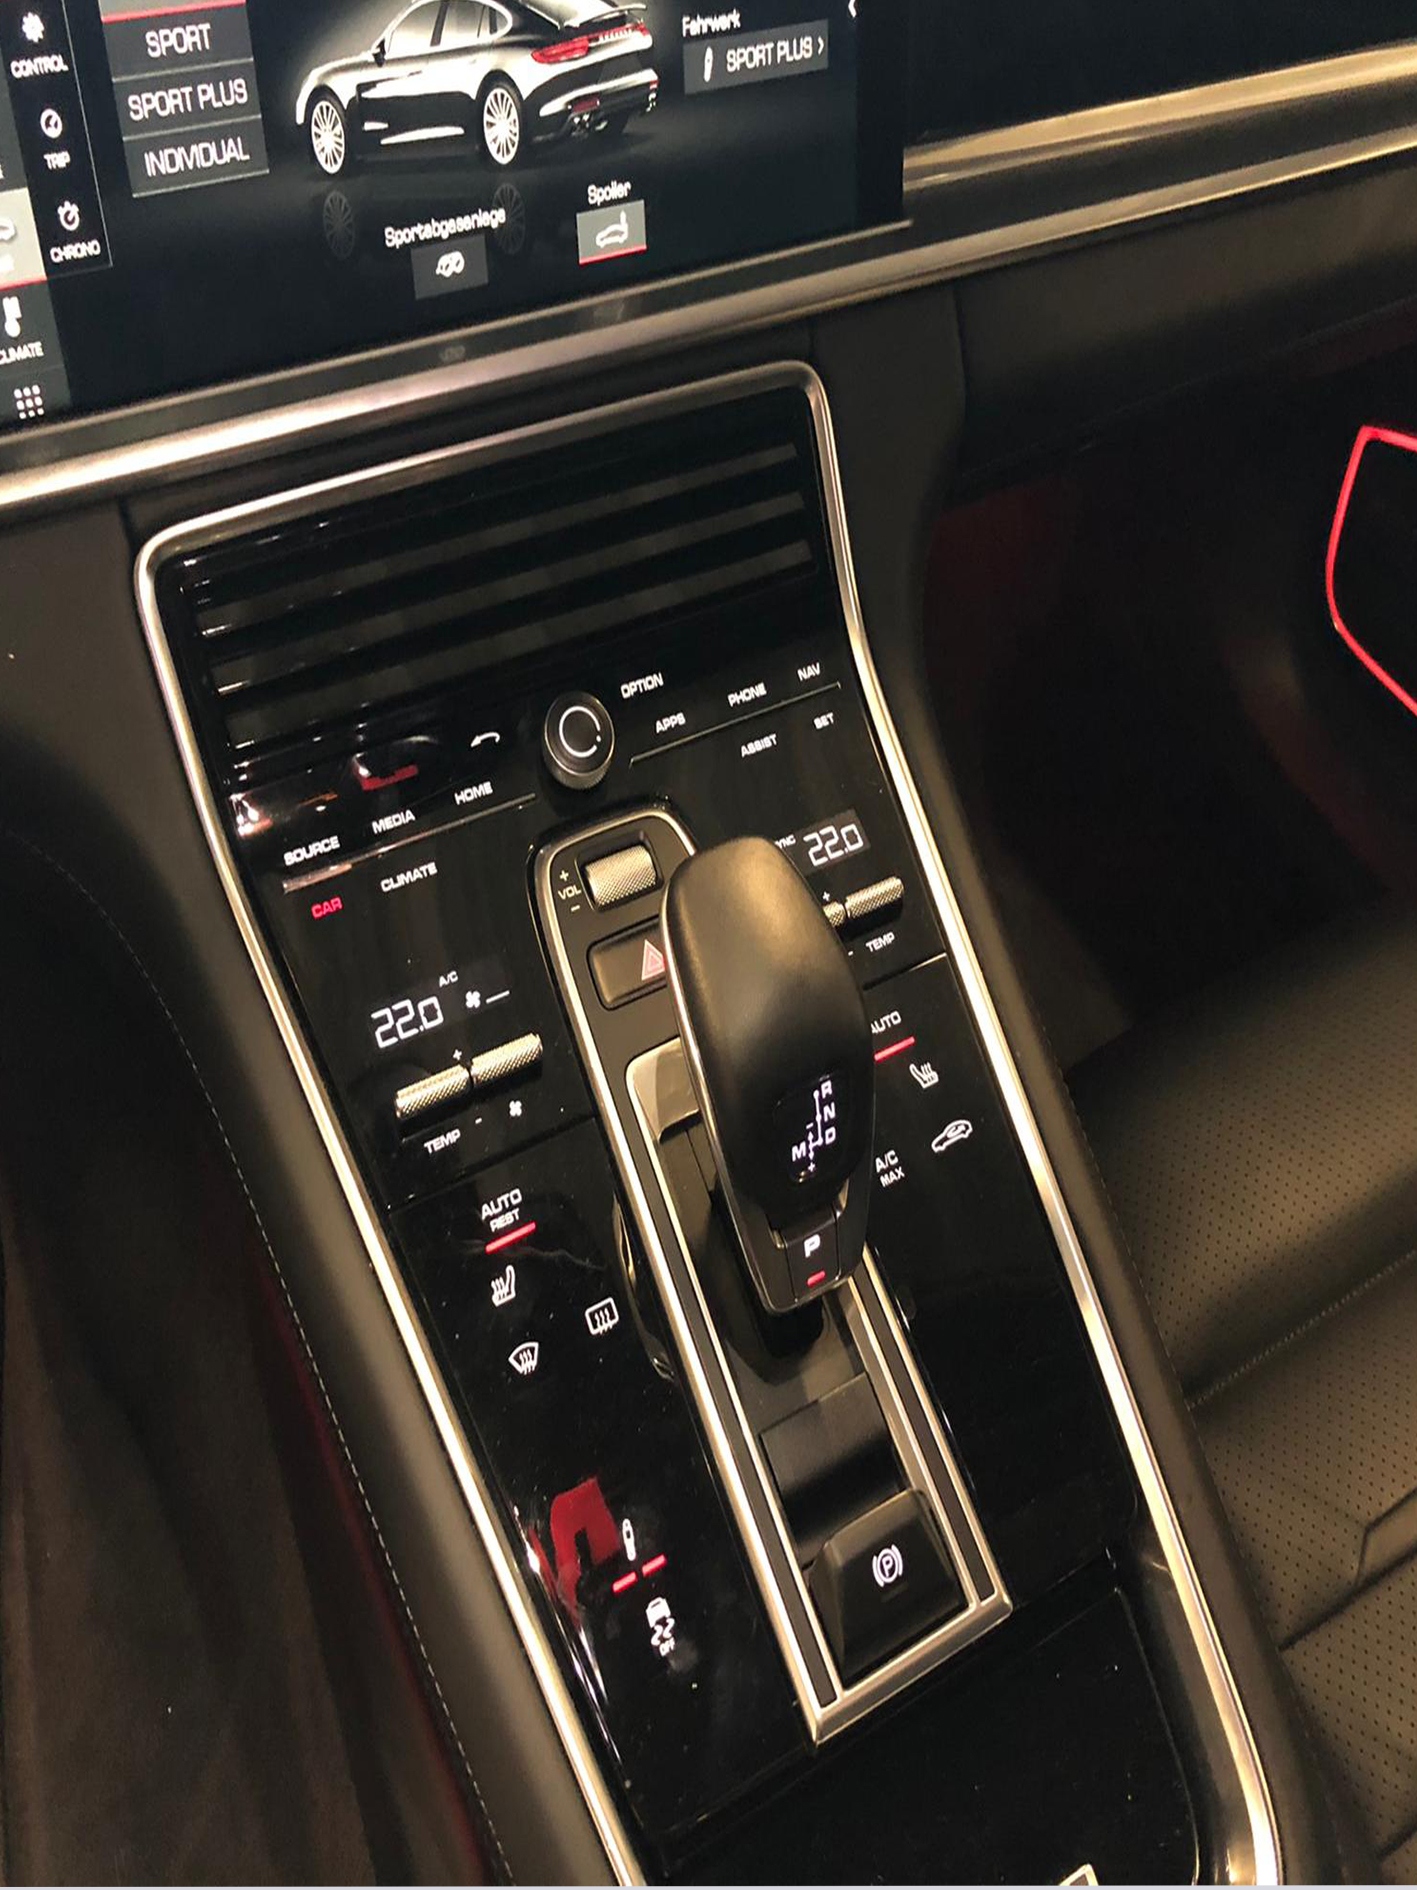 CONTROL
TRIP
CHRONO
CLIMATE
SPORT
SPORT PLUS
INDIVIDUAL
Fahrwerk
SPORT PLUS
Sportabgasanlage
Spoiler
OPTION
NAV
PHONE
APPS
SET
ASSIST
HOME
MEDIA
SOURCE
CLIMATE
CAR
+
VOL
-
22.0
+
- TEMP
A/C
22.0
+
TEMP -
R
N
M D
+
P
AUTO
A/C
MAX
AUTO
REST
P
OFF